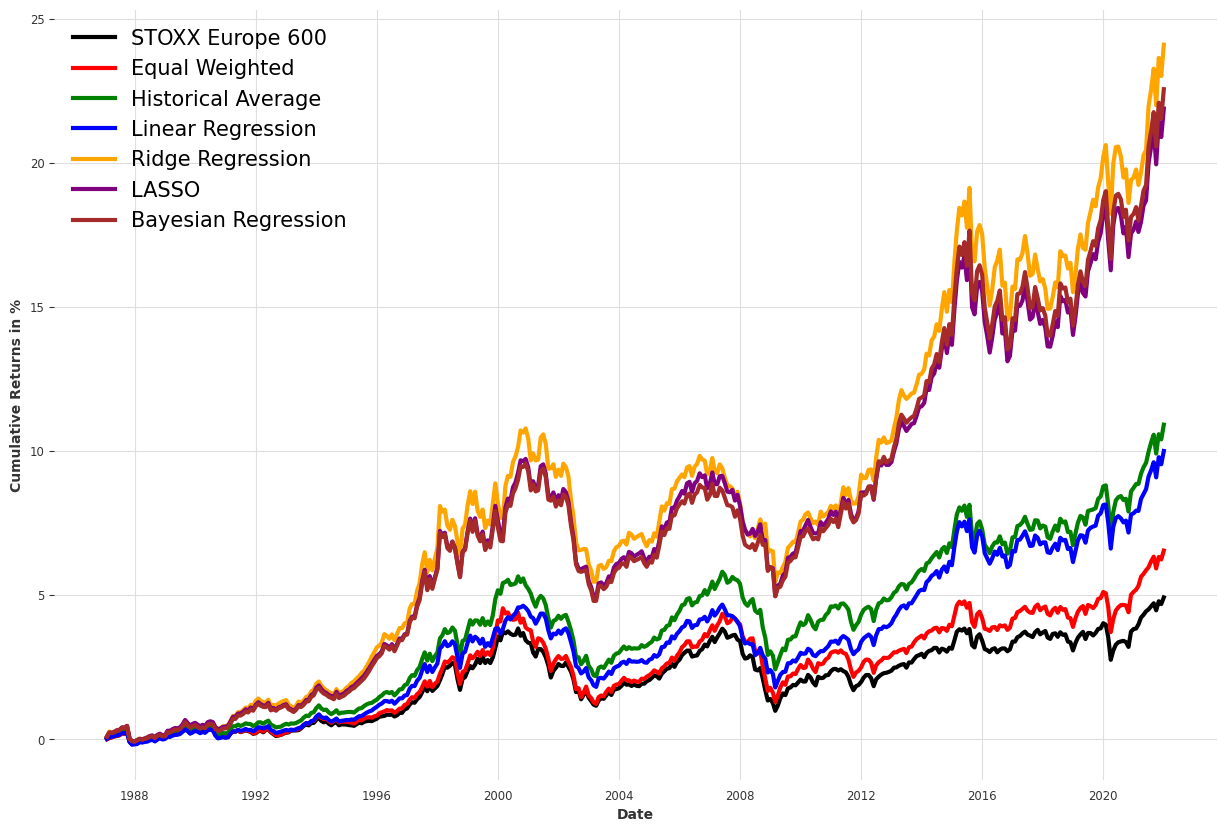 25
20
15
10
5
0
Cumulative Returns in %
STOXX Europe 600
Equal Weighted
Historical Average
Linear Regression
Ridge Regression
LASSO
Bayesian Regression
1988 1992 1996 2000 2004 2008 2012 2016 2020
Date